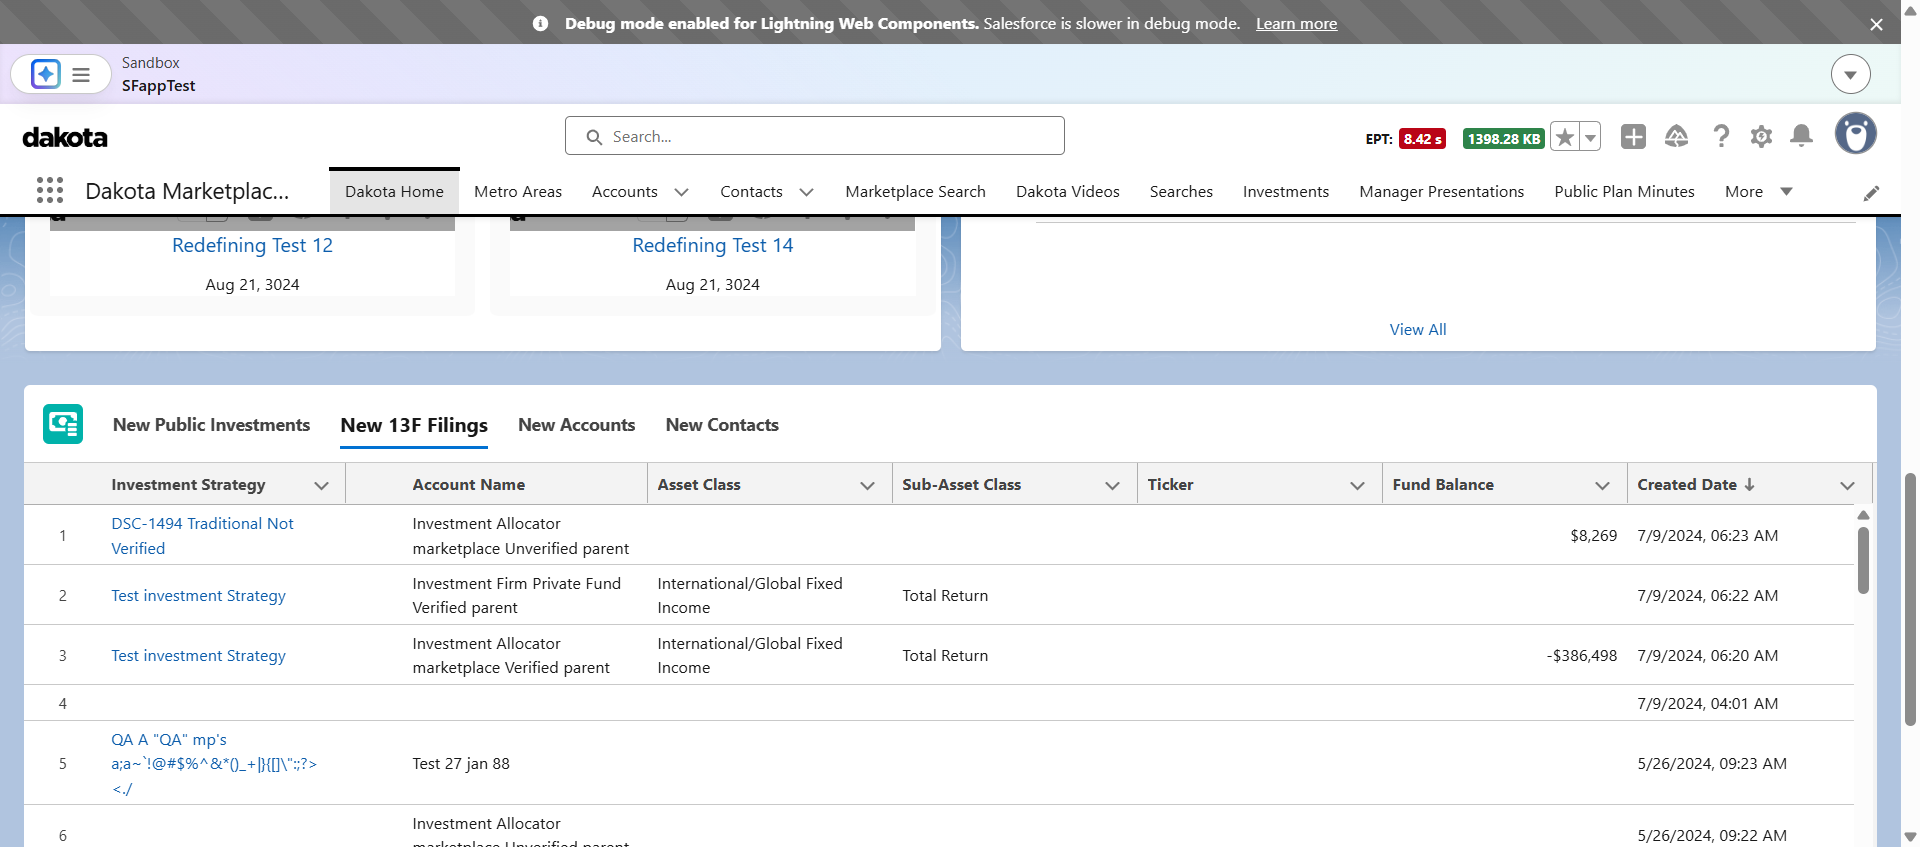 Debug mode enabled for Lightning Web Components. Salesforce is slower in debug mode. Learn more
Sandbox
SFappTest
dakota
Search...
EPT: 8.42 s 1398.28 KB
Dakota Marketplac... Dakota Home Metro Areas Accounts Contacts Marketplace Search Dakota Videos Searches Investments Manager Presentations Public Plan Minutes More
Redefining Test 12 Redefining Test 14
Aug 21, 3024 Aug 21, 3024
View All
New Public Investments New 13F Filings New Accounts New Contacts
Investment Strategy Account Name Asset Class Sub-Asset Class Ticker Fund Balance Created Date
1 DSC-1494 Traditional Not Verified Investment Allocator marketplace Unverified parent $8,269 7/9/2024, 06:23 AM
2 Test investment Strategy Investment Firm Private Fund Verified parent International/Global Fixed Income Total Return 7/9/2024, 06:22 AM
3 Test investment Strategy Investment Allocator marketplace Verified parent International/Global Fixed Income Total Return -$386,498 7/9/2024, 06:20 AM
4 7/9/2024, 04:01 AM
5 QA A "QA" mp's a;a~`!@#$%^&*()_+|}{[]\":;?><./ Test 27 jan 88 5/26/2024, 09:23 AM
6 Investment Allocator marketplace Unverified parent 5/26/2024, 09:22 AM